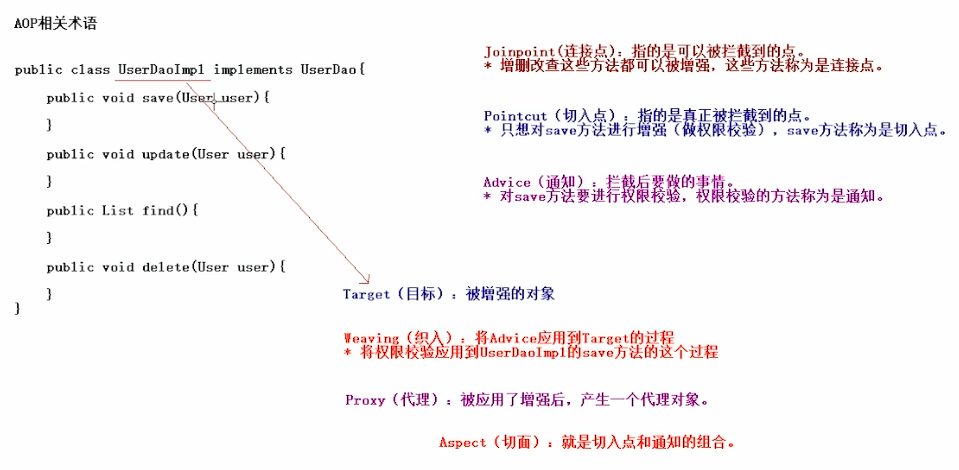 AOP相关术语
public class UserDaoImpl implements UserDao{
public void save(User user){
}
public void update(User user){
}
public List find(){
}
public void delete(User user){
}
}
Joinpoint(连接点): 指的是可以被拦截到的点。
* 增删改查这些方法都可以被增强, 这些方法称为是连接点。
Pointcut (切入点) : 指的是真正被拦截到的点。
* 只想对save方法进行增强 (做权限校验) , save方法称为是切入点。
Advice (通知) : 拦截后要做的事情。
* 对save方法要进行权限校验, 权限校验的方法称为是通知。
Target (目标) : 被增强的对象
Weaving (织入) : 将Advice应用到Target的过程
* 将权限校验应用到UserDaoImpl的save方法的这个过程
Proxy (代理) : 被应用了增强后, 产生一个代理对象。
Aspect (切面) : 就是切入点和通知的组合。